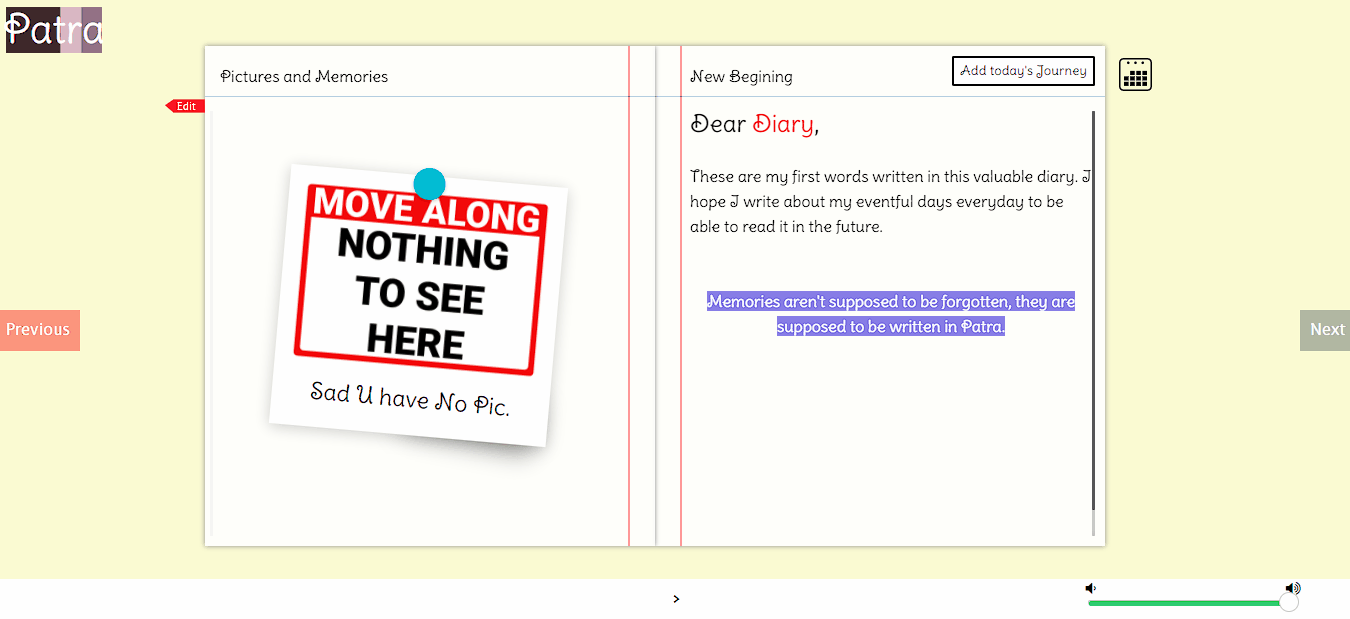 Patra
Pictures and Memories
New Begining
Add today's Journey
Edit
Dear Diary,
MOVE ALONG
NOTHING
TO SEE
HERE
Sad U have No Pic.
These are my first words written in this valuable diary. I
hope I write about my eventful days everyday to be
able to read it in the future.
Memories aren't supposed to be forgotten, they are
supposed to be written in Patra.
Previous
Next
>